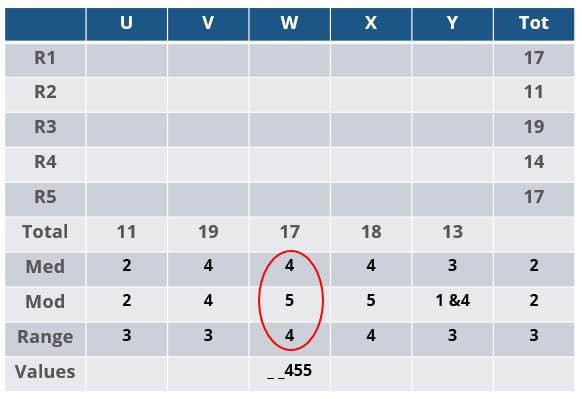 U V W X Y Tot
R1 17
R2 11
R3 19
R4 14
R5 17
Total 11 19 17 18 13
Med 2 4 4 4 3 2
Mod 2 4 5 5 1 &4 2
Range 3 3 4 4 3 3
Values _ _455